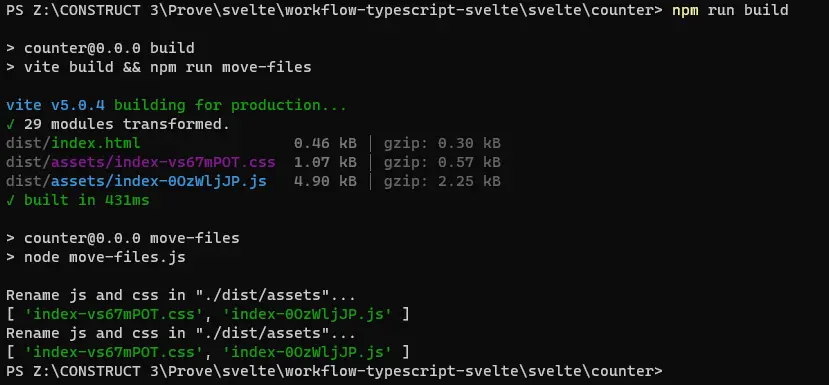 PS Z:\CONSTRUCT 3\Prove\svelte\workflow-typescript-svelte\svelte\counter> npm run build
> counter@0.0.0 build
> vite build && npm run move-files
vite v5.0.4 building for production...
✓ 29 modules transformed.
dist/index.html 0.46 kB │ gzip: 0.30 kB
dist/assets/index-vs67mPOT.css 1.07 kB │ gzip: 0.57 kB
dist/assets/index-0OzWljJP.js 4.90 kB │ gzip: 2.25 kB
✓ built in 431ms
> counter@0.0.0 move-files
> node move-files.js
Rename js and css in "./dist/assets"...
[ 'index-vs67mPOT.css', 'index-0OzWljJP.js' ]
Rename js and css in "./dist/assets"...
[ 'index-vs67mPOT.css', 'index-0OzWljJP.js' ]
PS Z:\CONSTRUCT 3\Prove\svelte\workflow-typescript-svelte\svelte\counter>